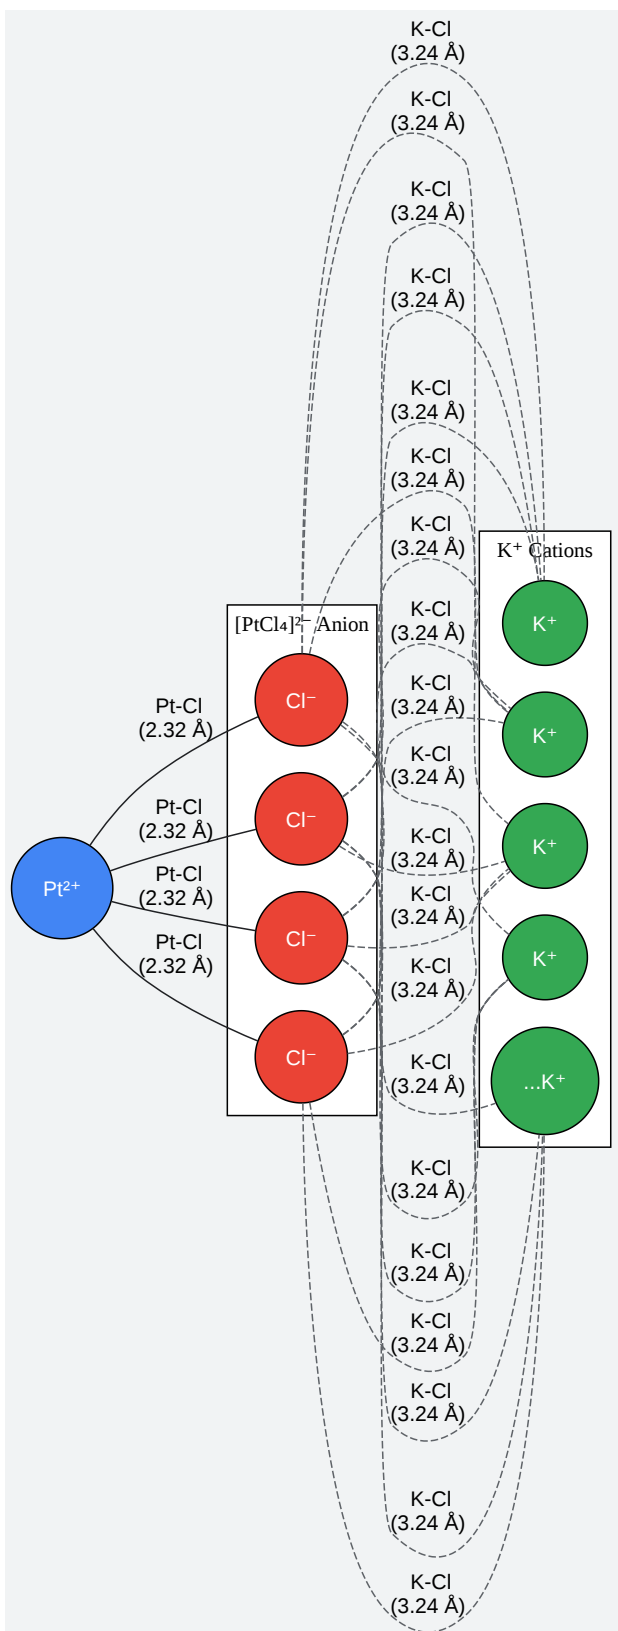 K-Cl
(3.24 Å)
K-Cl
(3.24 Å)
K-Cl
(3.24 Å)
K-Cl
(3.24 Å)
K-Cl
(3.24 Å)
K-Cl
(3.24 Å)
K-Cl
(3.24 Å)
K⁺ Cations
K-Cl
(3.24 Å)
[PtCl₄]²⁻ Anion
K⁺
K-Cl
(3.24 Å)
Cl⁻
Pt-Cl
(2.32 Å)
K⁺
K-Cl
(3.24 Å)
Pt-Cl
(2.32 Å)
Cl⁻
K-Cl
(3.24 Å)
K⁺
Pt-Cl
(2.32 Å)
Pt²⁺
K-Cl
(3.24 Å)
Cl⁻
Pt-Cl
(2.32 Å)
K⁺
K-Cl
(3.24 Å)
Cl⁻
K-Cl
(3.24 Å)
...K⁺
K-Cl
(3.24 Å)
K-Cl
(3.24 Å)
K-Cl
(3.24 Å)
K-Cl
(3.24 Å)
K-Cl
(3.24 Å)
K-Cl
(3.24 Å)